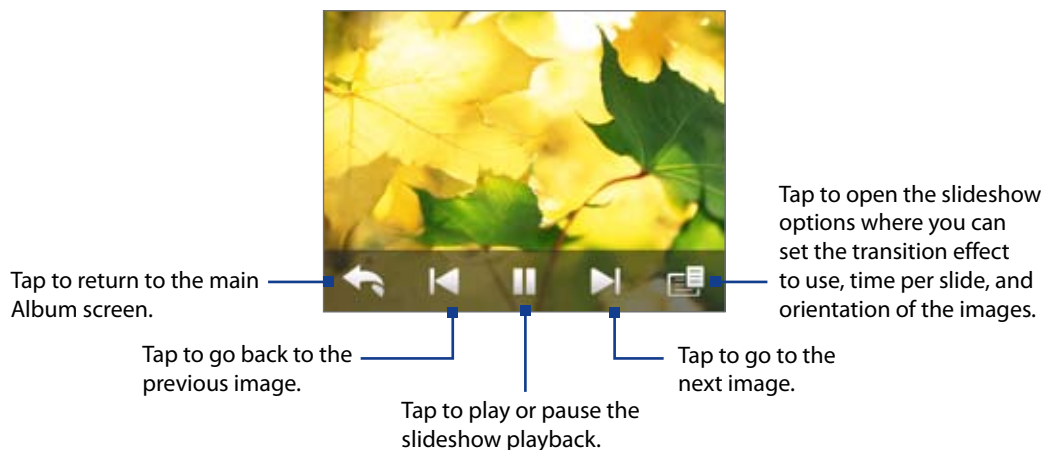 Tap to open the slideshow
options where you can
set the transition effect
to use, time per slide, and
orientation of the images.
Tap to return to the main
Album screen.
Tap to go back to the
previous image.
Tap to go to the
next image.
Tap to play or pause the
slideshow playback.